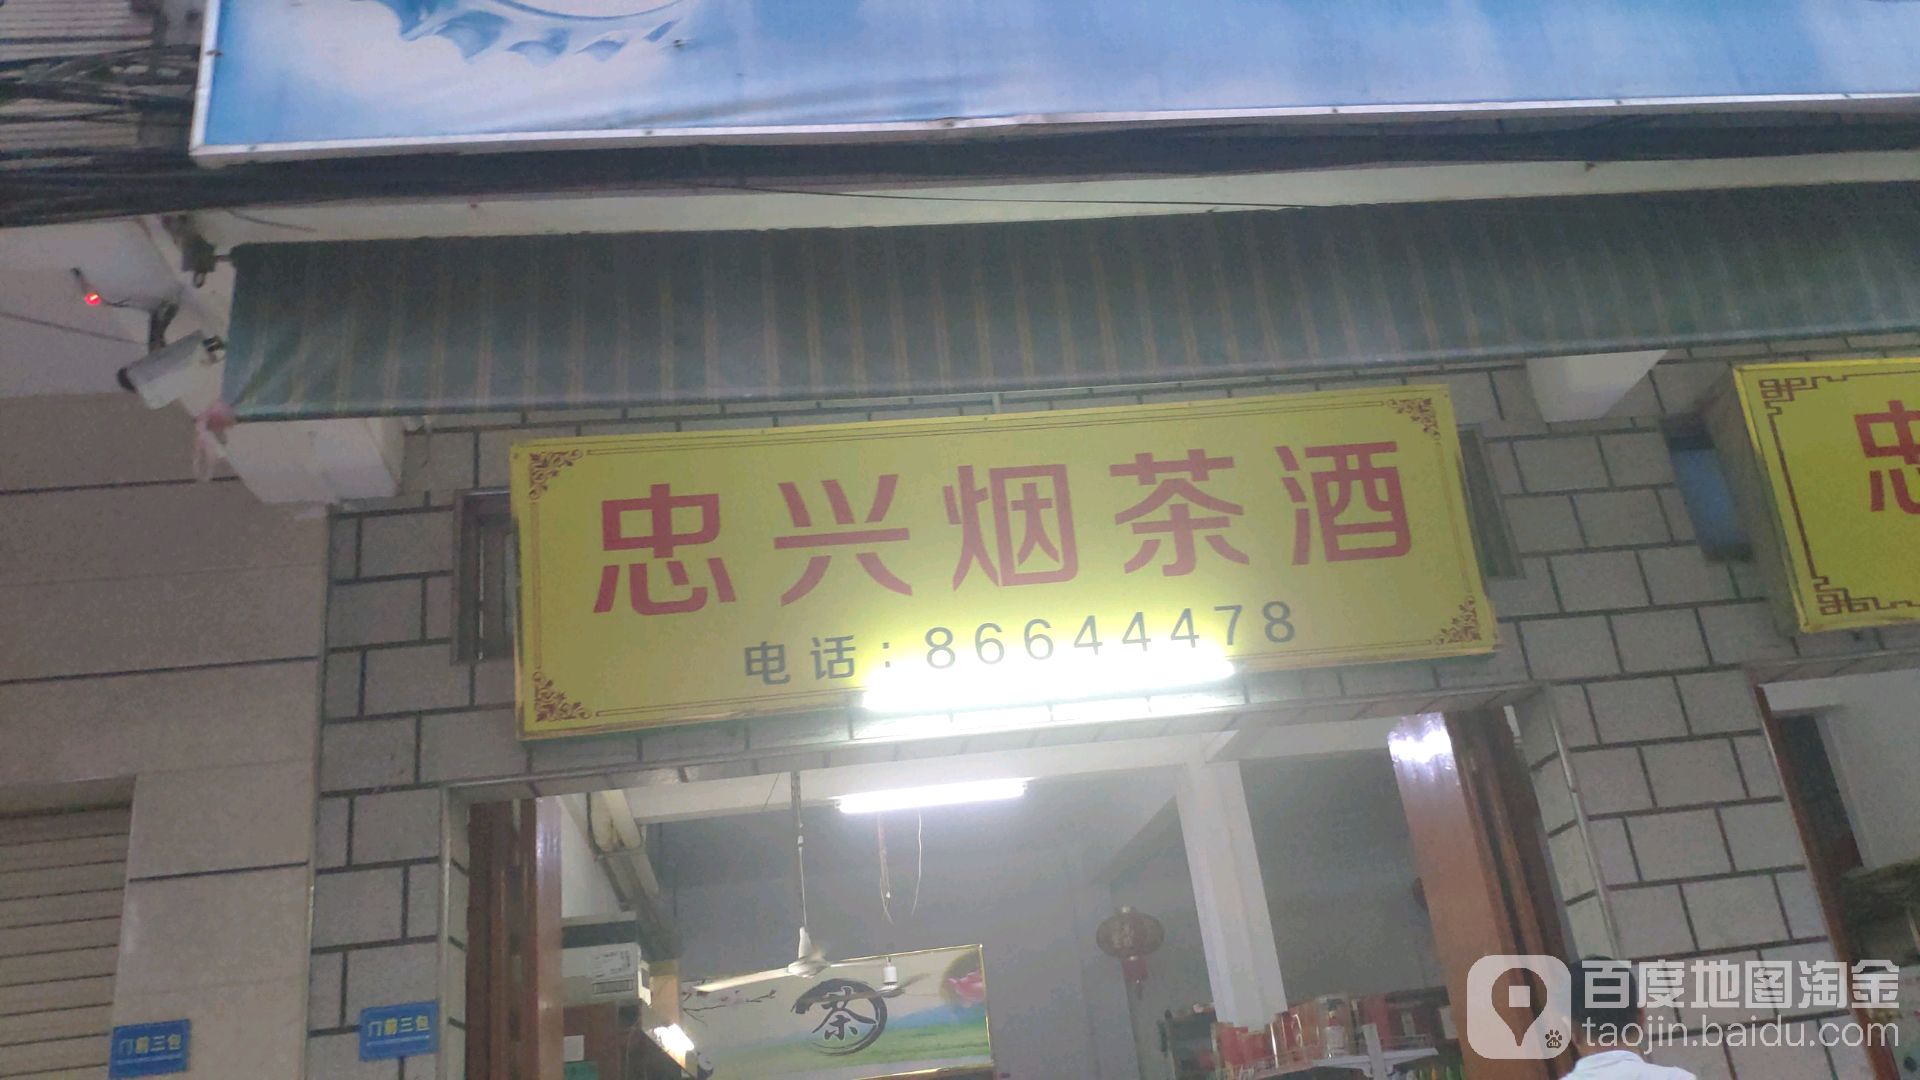 忠兴烟茶酒
电话:86644478
忠
茶
门前三包
门前三包
百度地图淘金
taojin.baidu.com